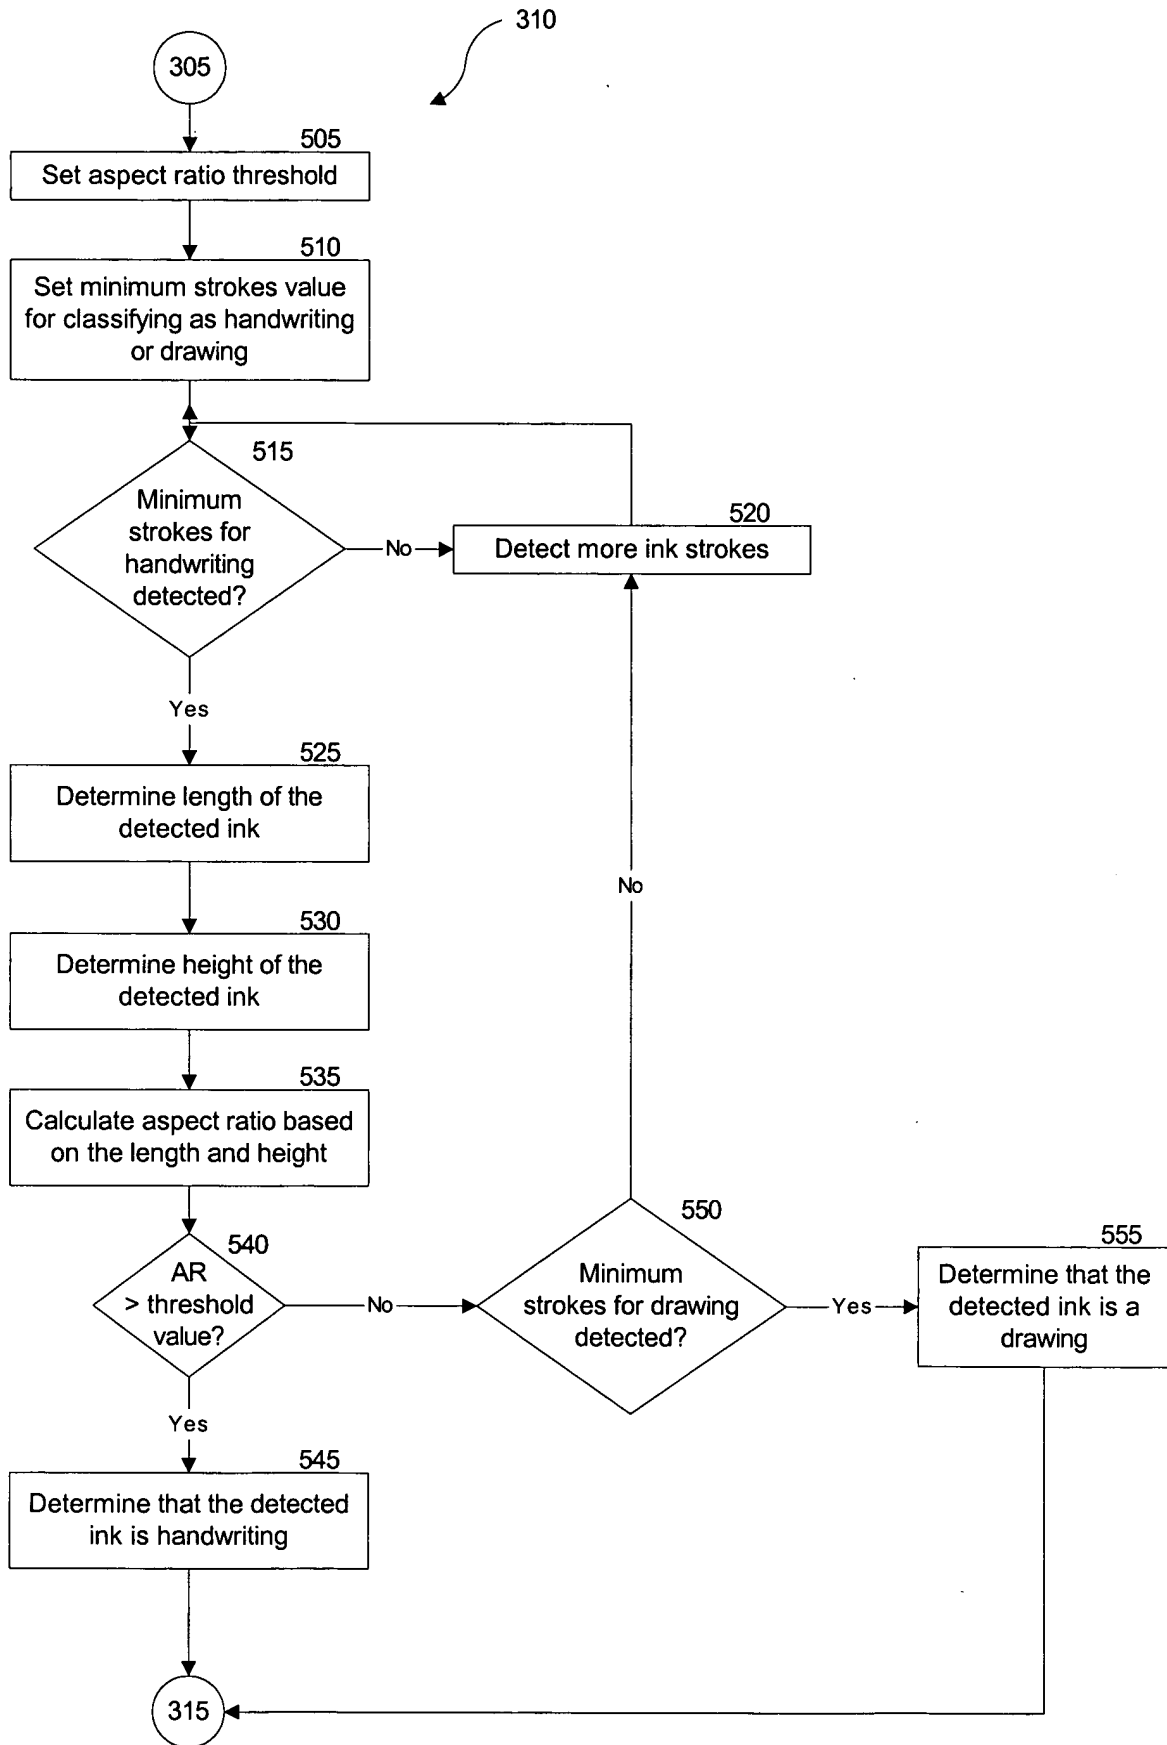 310
305
505
Set aspect ratio threshold
510
Set minimum strokes value
for classifying as handwriting
or drawing
515
Minimum
strokes for
handwriting
detected?
No
520
Detect more ink strokes
Yes
525
Determine length of the
detected ink
No
530
Determine height of the
detected ink
535
Calculate aspect ratio based
on the length and height
540
AR
> threshold
value?
No
550
Minimum
strokes for drawing
detected?
Yes
555
Determine that the
detected ink is a
drawing
Yes
545
Determine that the detected
ink is handwriting
315